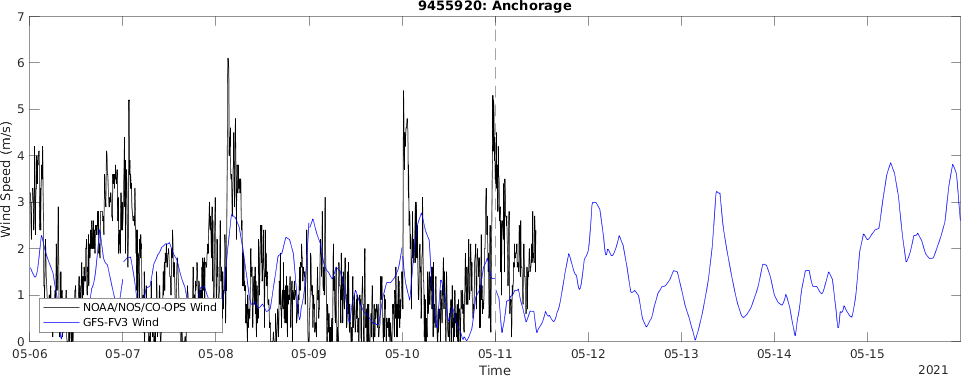 9455920: Anchorage
7
6
5
4
3
2
1
0
Wind Speed (m/s)
NOAA/NOS/CO-OPS Wind
GFS-FV3 Wind
05-06 05-07 05-08 05-09 05-10 05-11 05-12 05-13 05-14 05-15
Time
2021